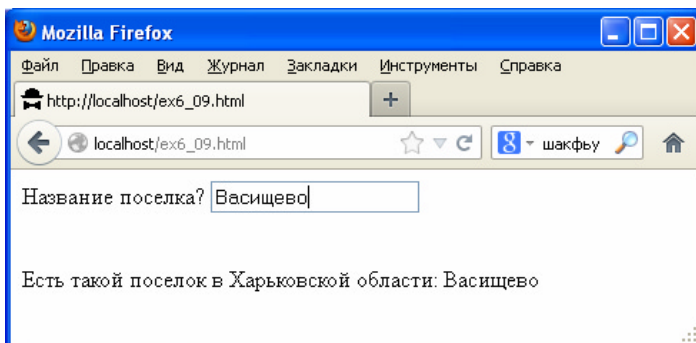 Mozilla Firefox
Файл Правка Вид Журнал Закладки Инструменты Справка
http://localhost/ex6_09.html +
localhost/ex6_09.html 8 шакфьу
Название поселка? Васищево
Есть такой поселок в Харьковской области: Васищево